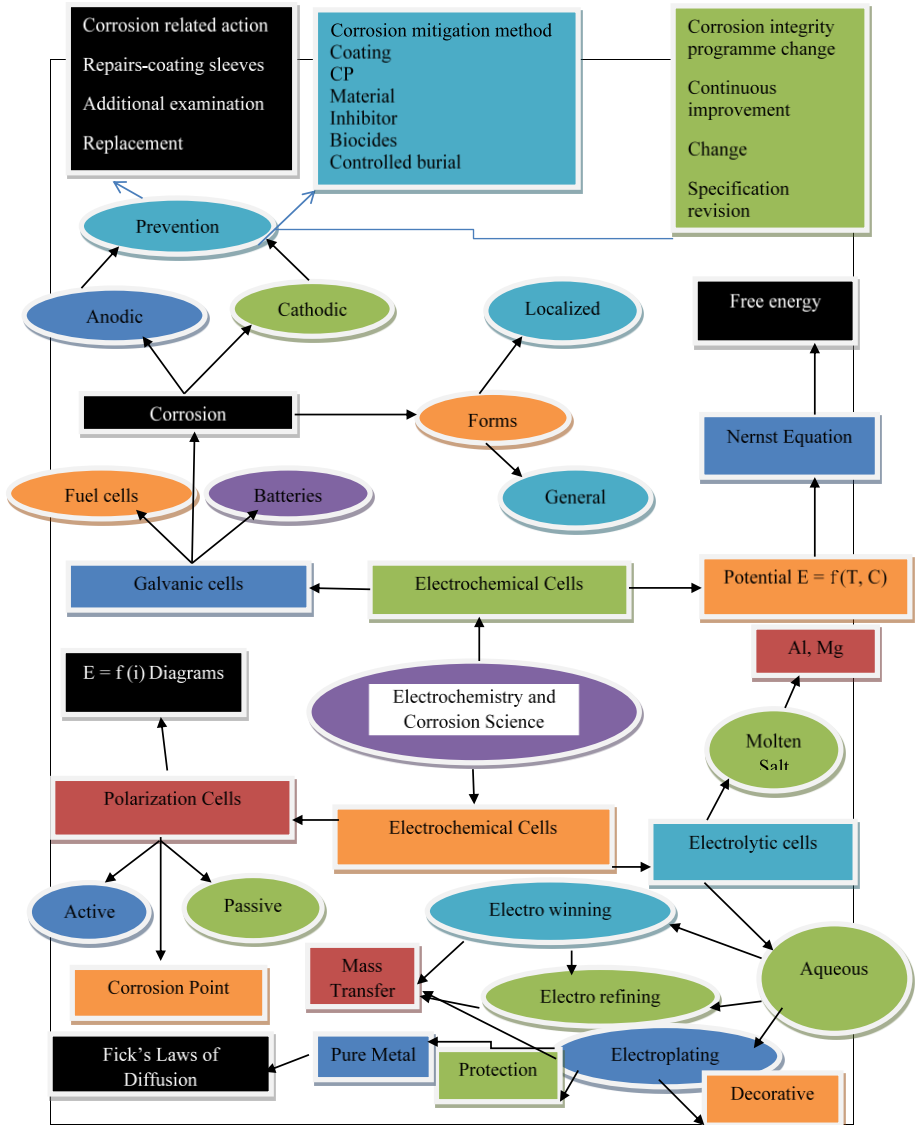 Corrosion related action
Repairs-coating sleeves
Additional examination
Replacement
Corrosion mitigation method
Coating
CP
Material
Inhibitor
Biocides
Controlled burial
Corrosion integrity
programme change
Continuous
improvement
Change
Specification
revision
Prevention
Anodic
Cathodic
Localized
Free energy
Corrosion
Forms
Nernst Equation
Fuel cells
Batteries
General
Galvanic cells
Electrochemical Cells
Potential E = f (T, C)
Al, Mg
E = f (i) Diagrams
Electrochemistry and
Corrosion Science
Molten
Salt
Polarization Cells
Electrochemical Cells
Electrolytic cells
Active
Passive
Electro winning
Aqueous
Mass
Transfer
Corrosion Point
Electro refining
Fick's Laws of
Diffusion
Pure Metal
Protection
Electroplating
Decorative